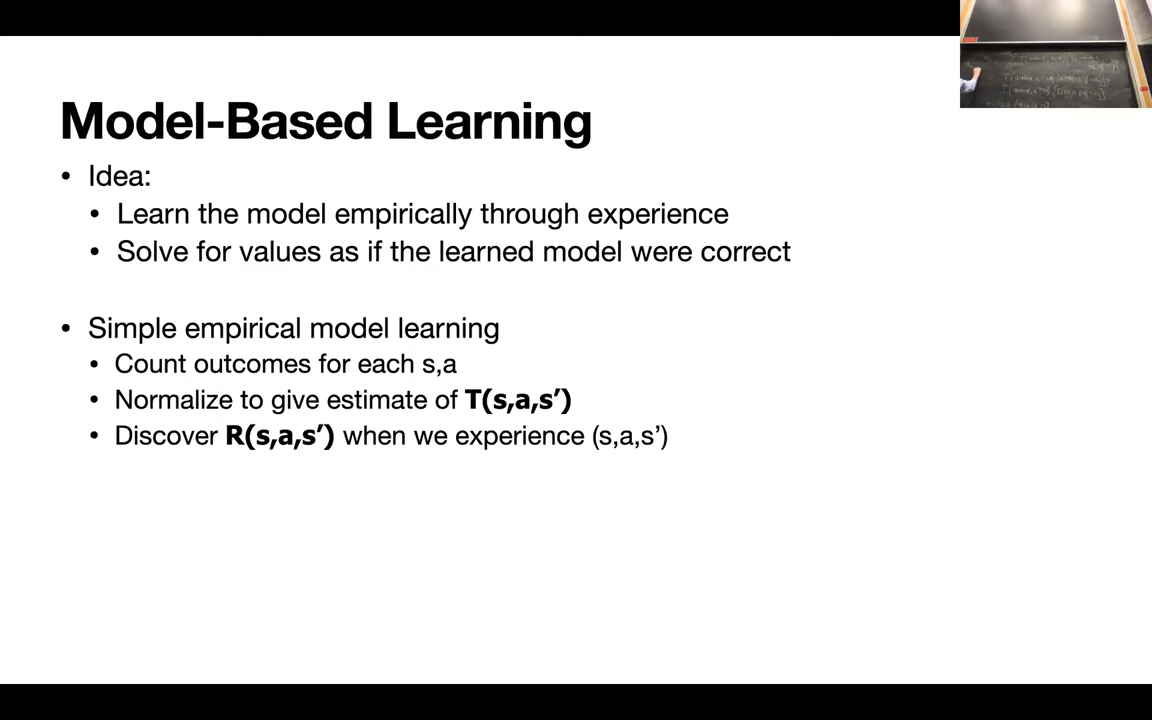 Model-Based Learning
• Idea:
• Learn the model empirically through experience
• Solve for values as if the learned model were correct
• Simple empirical model learning
• Count outcomes for each s,a
• Normalize to give estimate of T(s,a,s’)
• Discover R(s,a,s’) when we experience (s,a,s’)